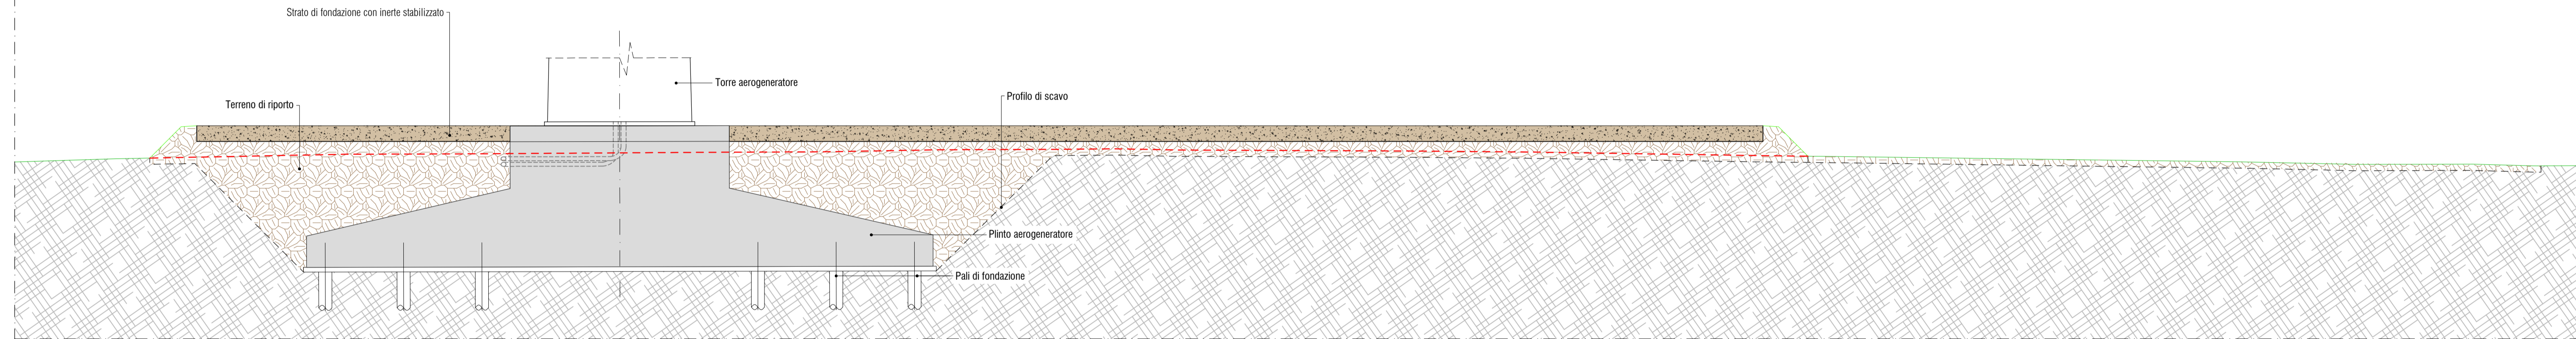 Strato di fondazione con inerte stabilizzato
Torre aerogeneratore
Profilo di scavo
Terreno di riporto
Plinto aerogeneratore
Pali di fondazione